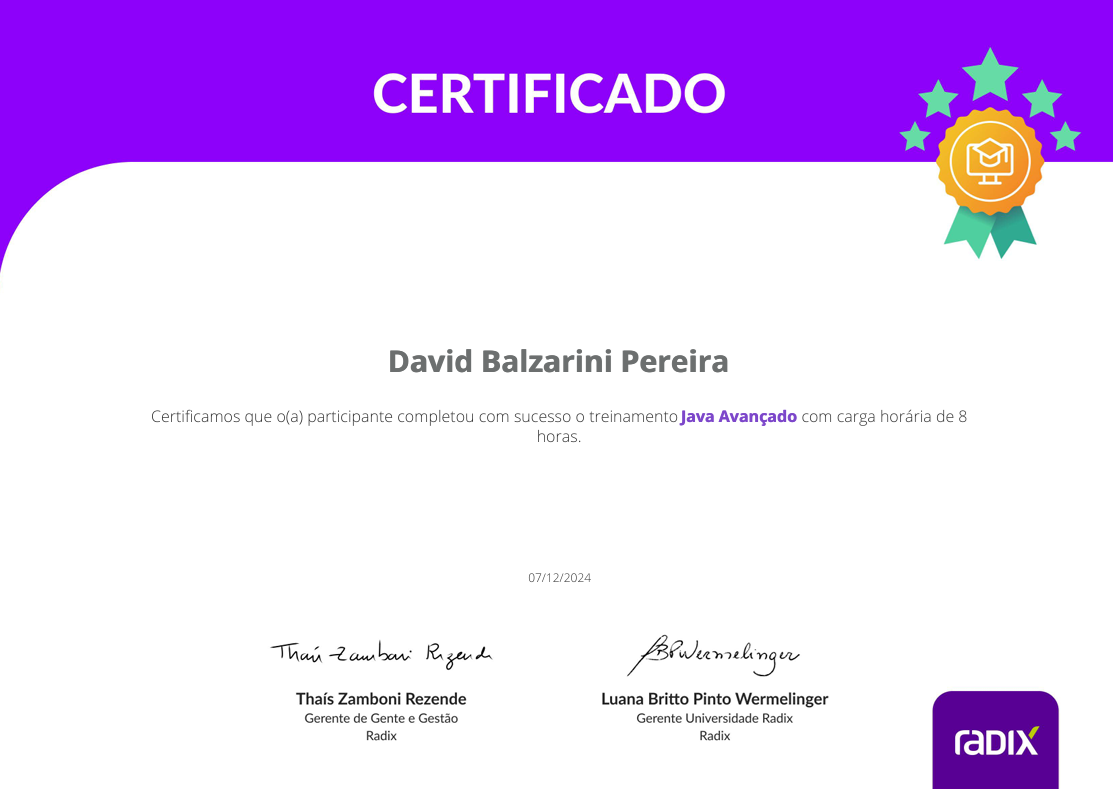 CERTIFICADO
David Balzarini Pereira
Certificamos que o(a) participante completou com sucesso o treinamento Java Avançado com carga horária de 8
horas.
07/12/2024
Thaís Zamboni Rezende
BPWermelinger
Thaís Zamboni Rezende
Gerente de Gente e Gestão
Radix
Luana Britto Pinto Wermelinger
Gerente Universidade Radix
Radix
radix